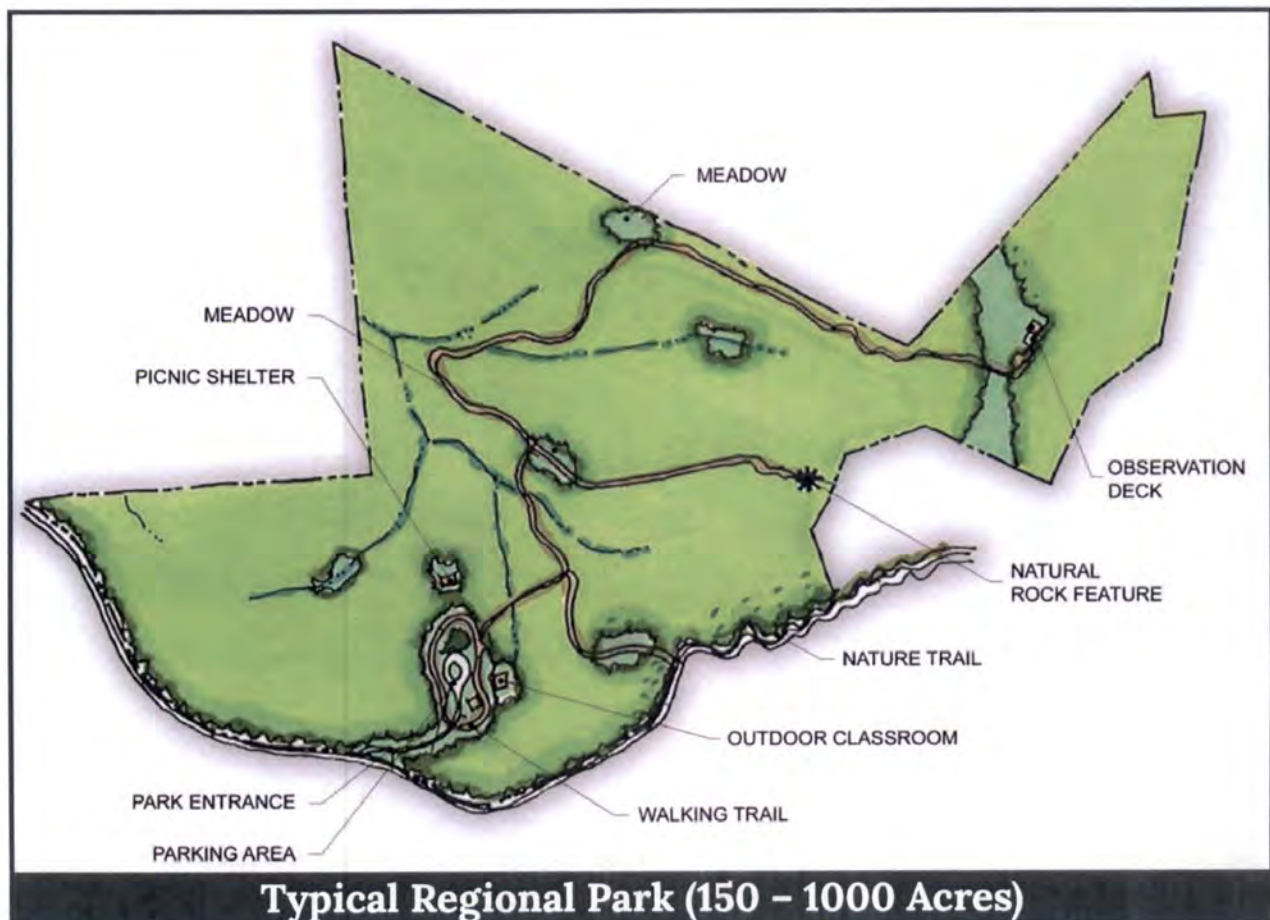 MEADOW
MEADOW
PICNIC SHELTER
OBSERVATION
DECK
NATURAL
ROCK FEATURE
NATURE TRAIL
OUTDOOR CLASSROOM
PARK ENTRANCE
WALKING TRAIL
PARKING AREA
Typical Regional Park (150 – 1000 Acres)